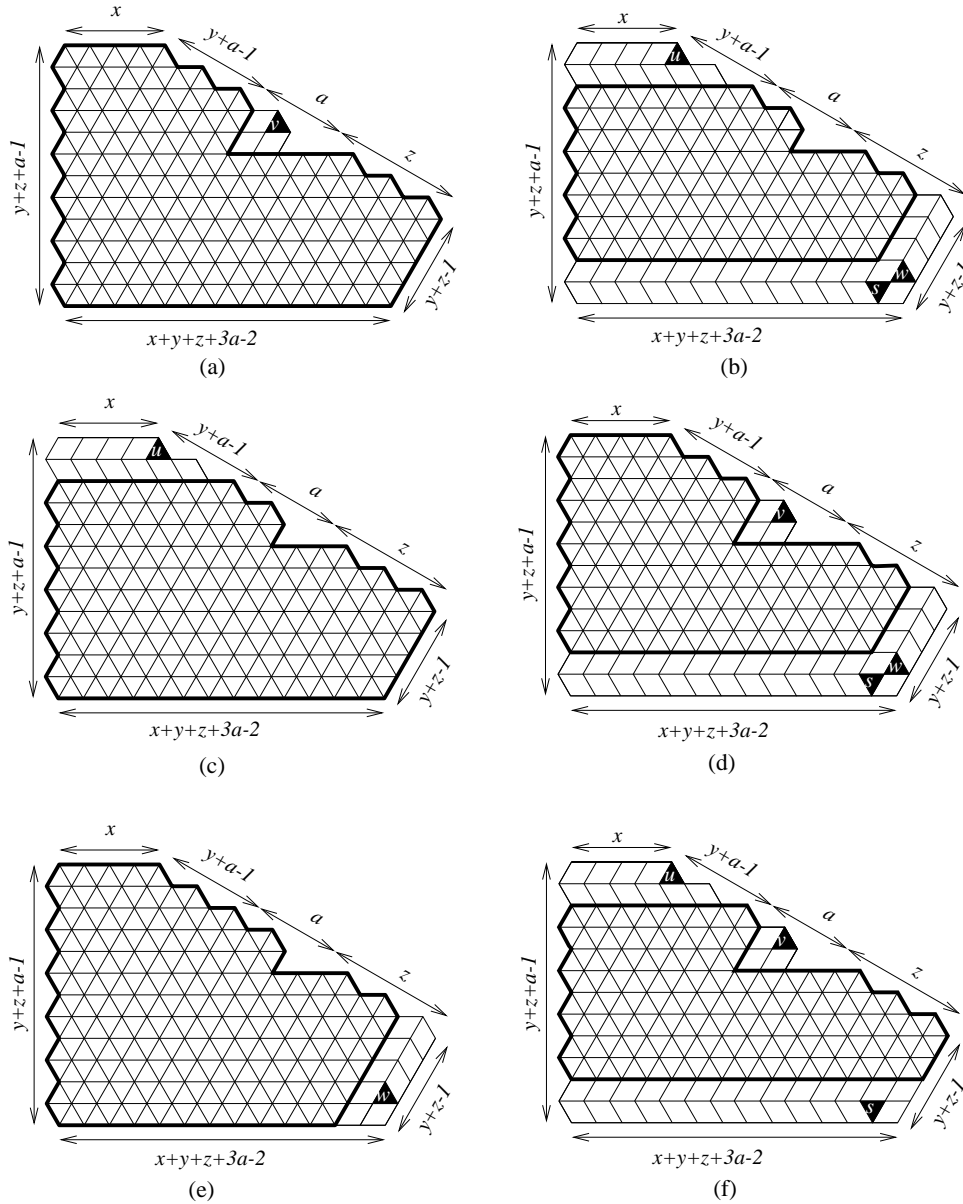 x
y+a-1
a
z
y+z+a-1
v
y+z-1
x+y+z+3a-2
(a)
x
y+a-1
a
z
y+z+a-1
u
w
s
y+z-1
x+y+z+3a-2
(b)
x
y+a-1
a
z
y+z+a-1
u
y+z-1
x+y+z+3a-2
(c)
x
y+a-1
a
z
y+z+a-1
v
w
s
y+z-1
x+y+z+3a-2
(d)
x
y+a-1
a
z
y+z+a-1
w
y+z-1
x+y+z+3a-2
(e)
x
y+a-1
a
z
y+z+a-1
u
v
s
y+z-1
x+y+z+3a-2
(f)